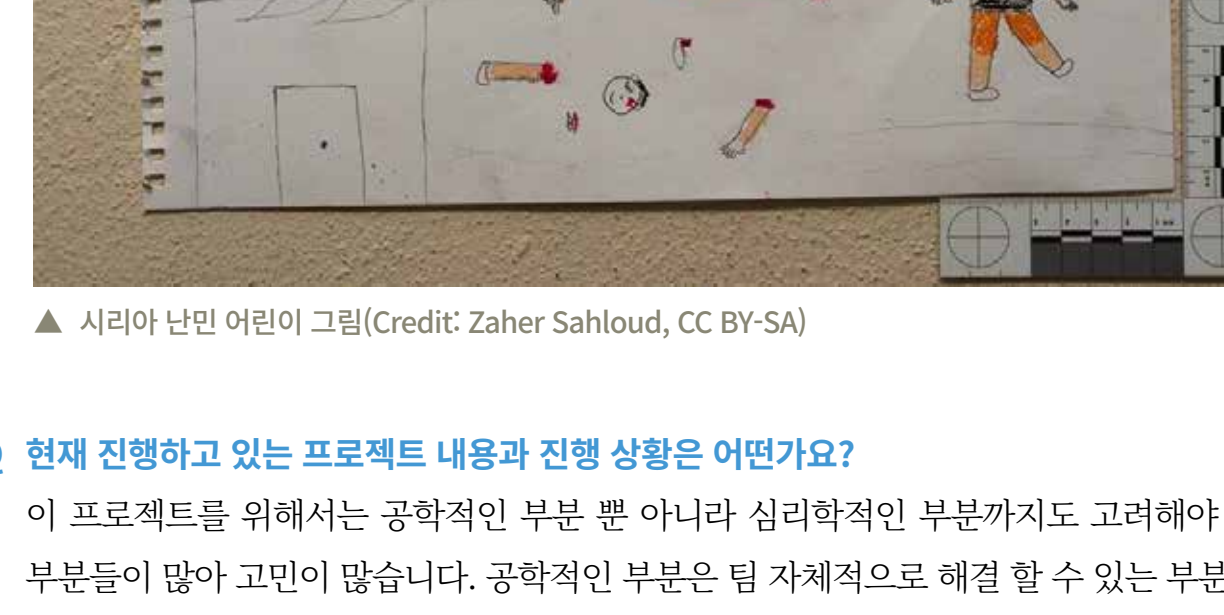 ▲ 시리아 난민 어린이 그림(Credit: Zaher Sahloud, CC BY-SA)
현재 진행하고 있는 프로젝트 내용과 진행 상황은 어떤가요?
이 프로젝트를 위해서는 공학적인 부분 뿐 아니라 심리학적인 부분까지도 고려해야
부분들이 많아 고민이 많습니다. 공학적인 부분은 팀 자체적으로 해결 할 수 있는 부분